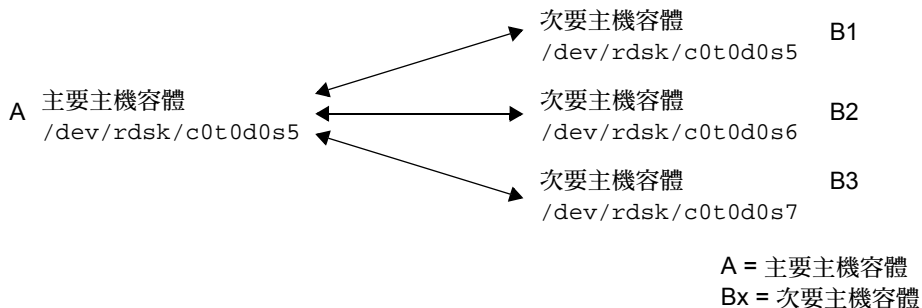 次要主機容體
/dev/rdsk/c0t0d0s5
B1
A
主要主機容體
/dev/rdsk/c0t0d0s5
次要主機容體
/dev/rdsk/c0t0d0s6
B2
次要主機容體
/dev/rdsk/c0t0d0s7
B3
A = 主要主機容體
Bx = 次要主機容體